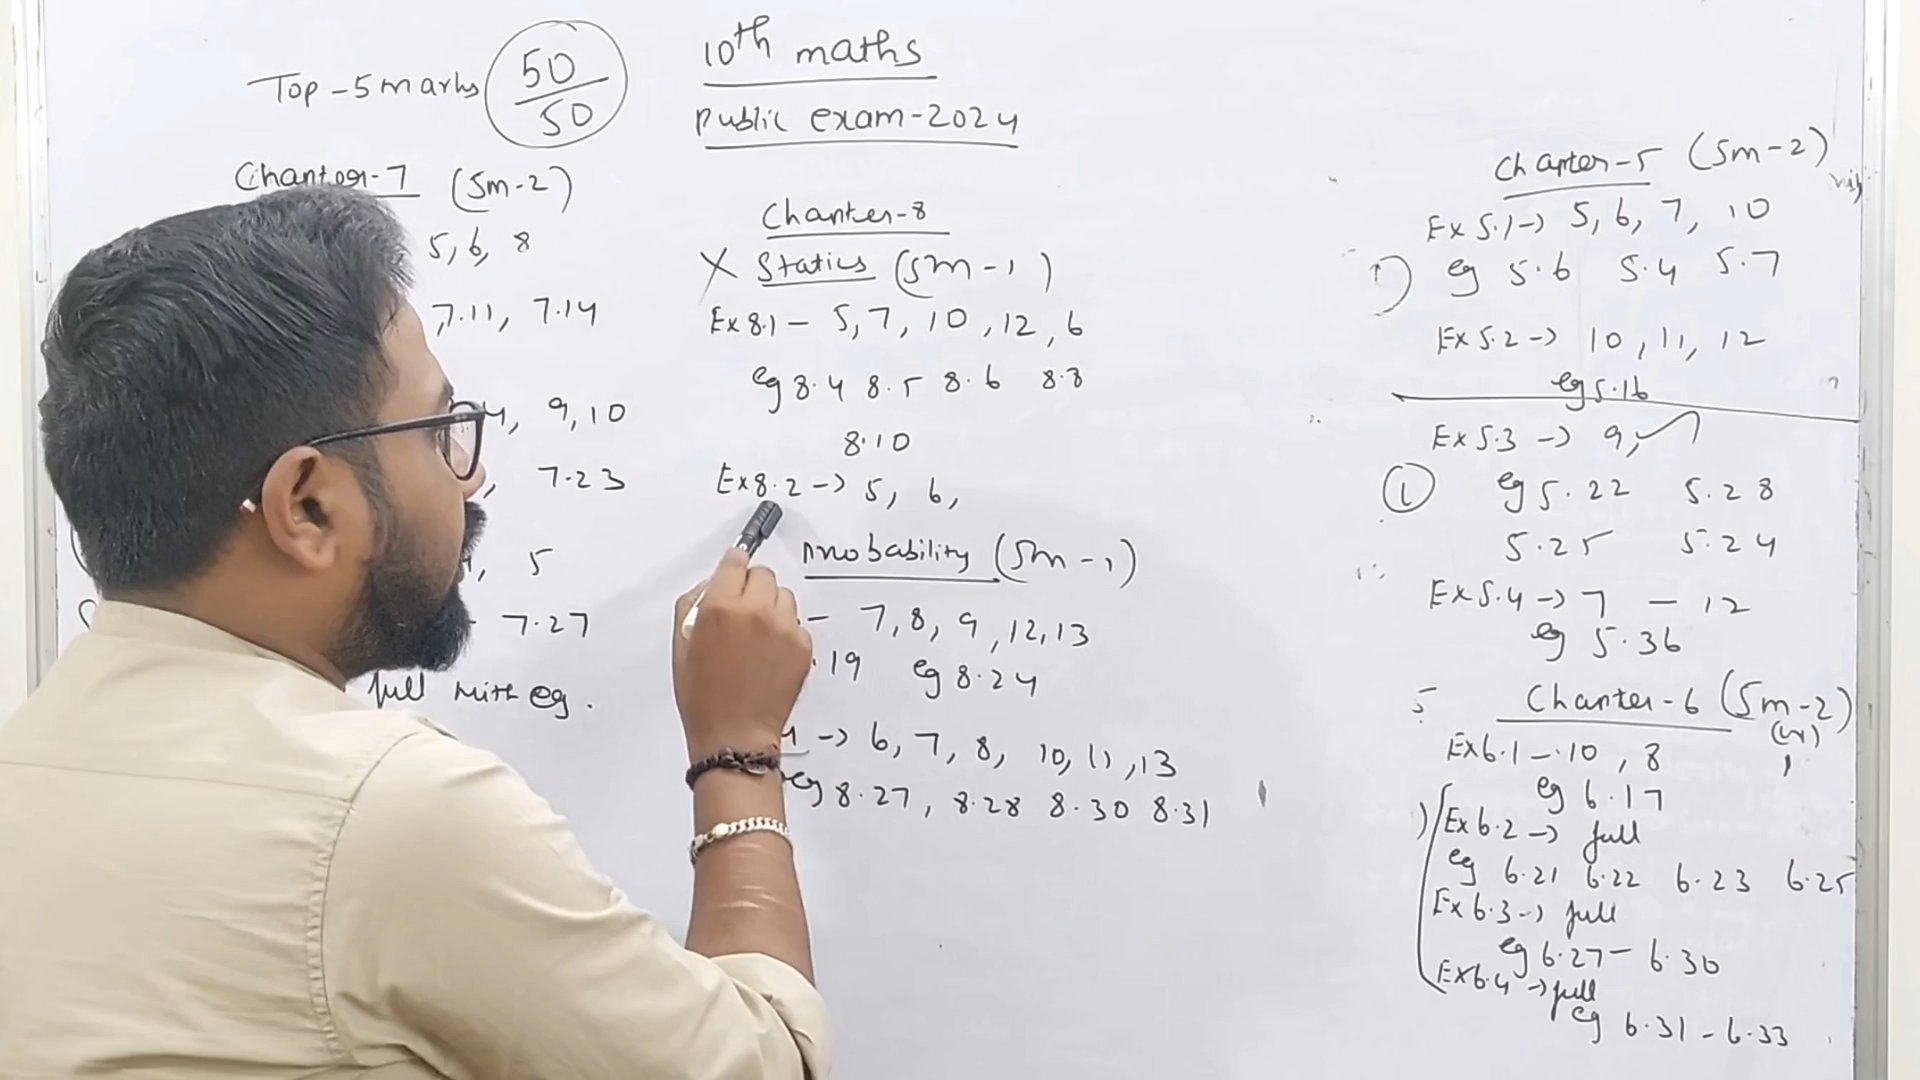 Top - 5 marks 50/50
10th maths
public exam - 2024
Chapter - 7 (5m - 2)
5, 6, 8
, 7.11, 7.14
4, 9, 10
, 7.23
, 5
7.27
full with eg.
Chapter - 8
X Statics (5m - 1)
Ex 8.1 - 5, 7, 10, 12, 6
eg 8.4 8.5 8.6 8.8
8.10
Ex 8.2 -> 5, 6,
Probability (5m - 1)
- 7, 8, 9, 12, 13
.19 eg 8.24
4 -> 6, 7, 8, 10, 11, 13
eg 8.27, 8.28 8.30 8.31
Chapter - 5 (5m - 2)
Ex 5.1 -> 5, 6, 7, 10
1) eg 5.6 5.4 5.7
Ex 5.2 -> 10, 11, 12
eg 5.16
Ex 5.3 -> 9,
1 eg 5.22 5.28
5.25 5.24
Ex 5.4 -> 7 - 12
eg 5.36
Chapter - 6 (5m - 2)
(or)
Ex 6.1 - 10, 8 1
eg 6.17
1) Ex 6.2 -> full
eg 6.21 6.22 6.23 6.25
Ex 6.3 -> full
eg 6.27 - 6.30
Ex 6.4 -> full
eg 6.31 - 6.33